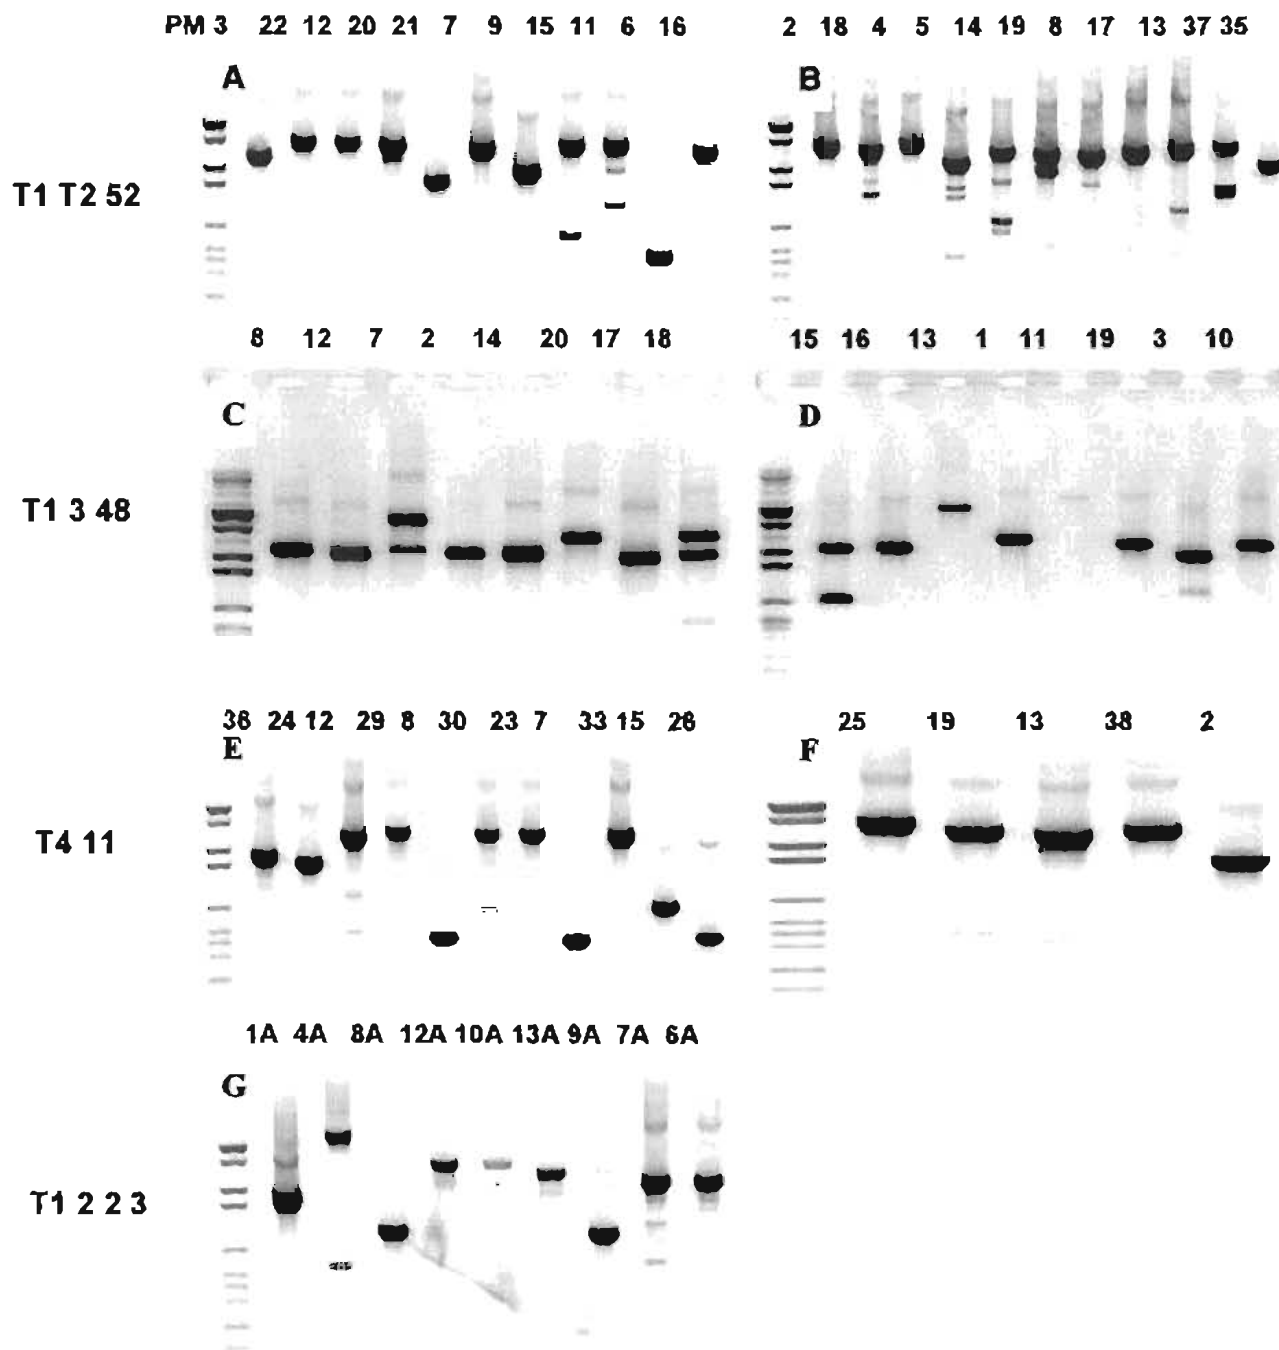 PM 3 22 12 20 21 7 9 15 11 6 16
2 18 4 5 14 19 8 17 13 37 35
A
B
T1 T2 52
8 12 7 2 14 20 17 18
15 16 13 1 11 19 3 10
C
D
T1 3 48
36 24 12 29 8 30 23 7 33 15 26
25 19 13 38 2
E
F
T4 11
1A 4A 8A 12A 10A 13A 9A 7A 6A
G
T1 2 2 3